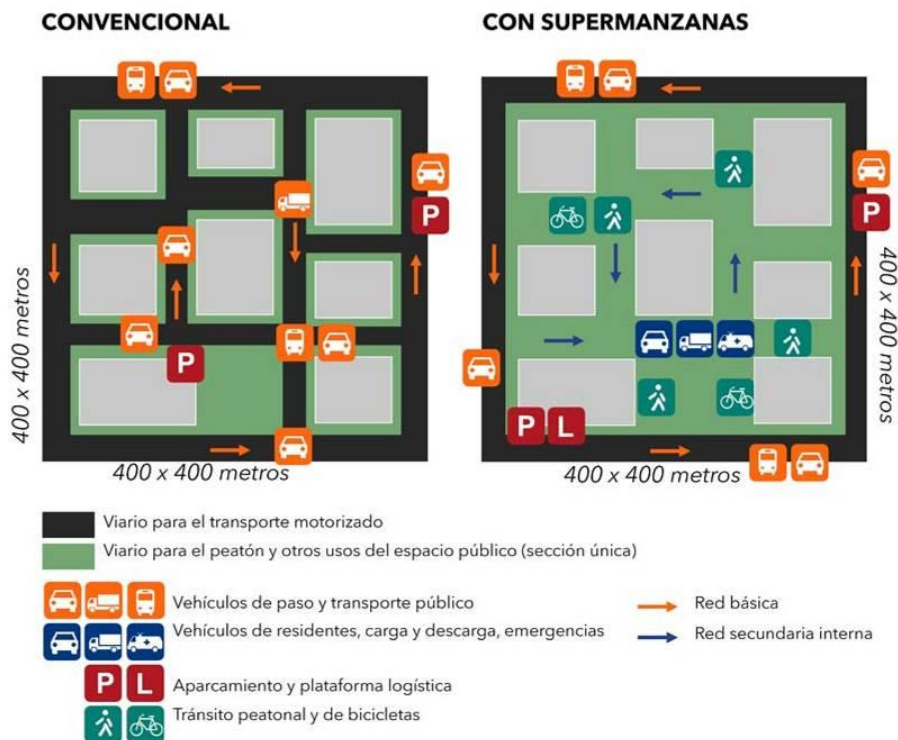 CONVENCIONAL
CON SUPERMANZANAS
P
P
400 x 400 metros
400 x 400 metros
P
P L
400 x 400 metros
400 x 400 metros
Viario para el transporte motorizado
Viario para el peatón y otros usos del espacio público (sección única)
Vehículos de paso y transporte público
Red básica
Vehículos de residentes, carga y descarga, emergencias
Red secundaria interna
P L
Aparcamiento y plataforma logística
Tránsito peatonal y de bicicletas